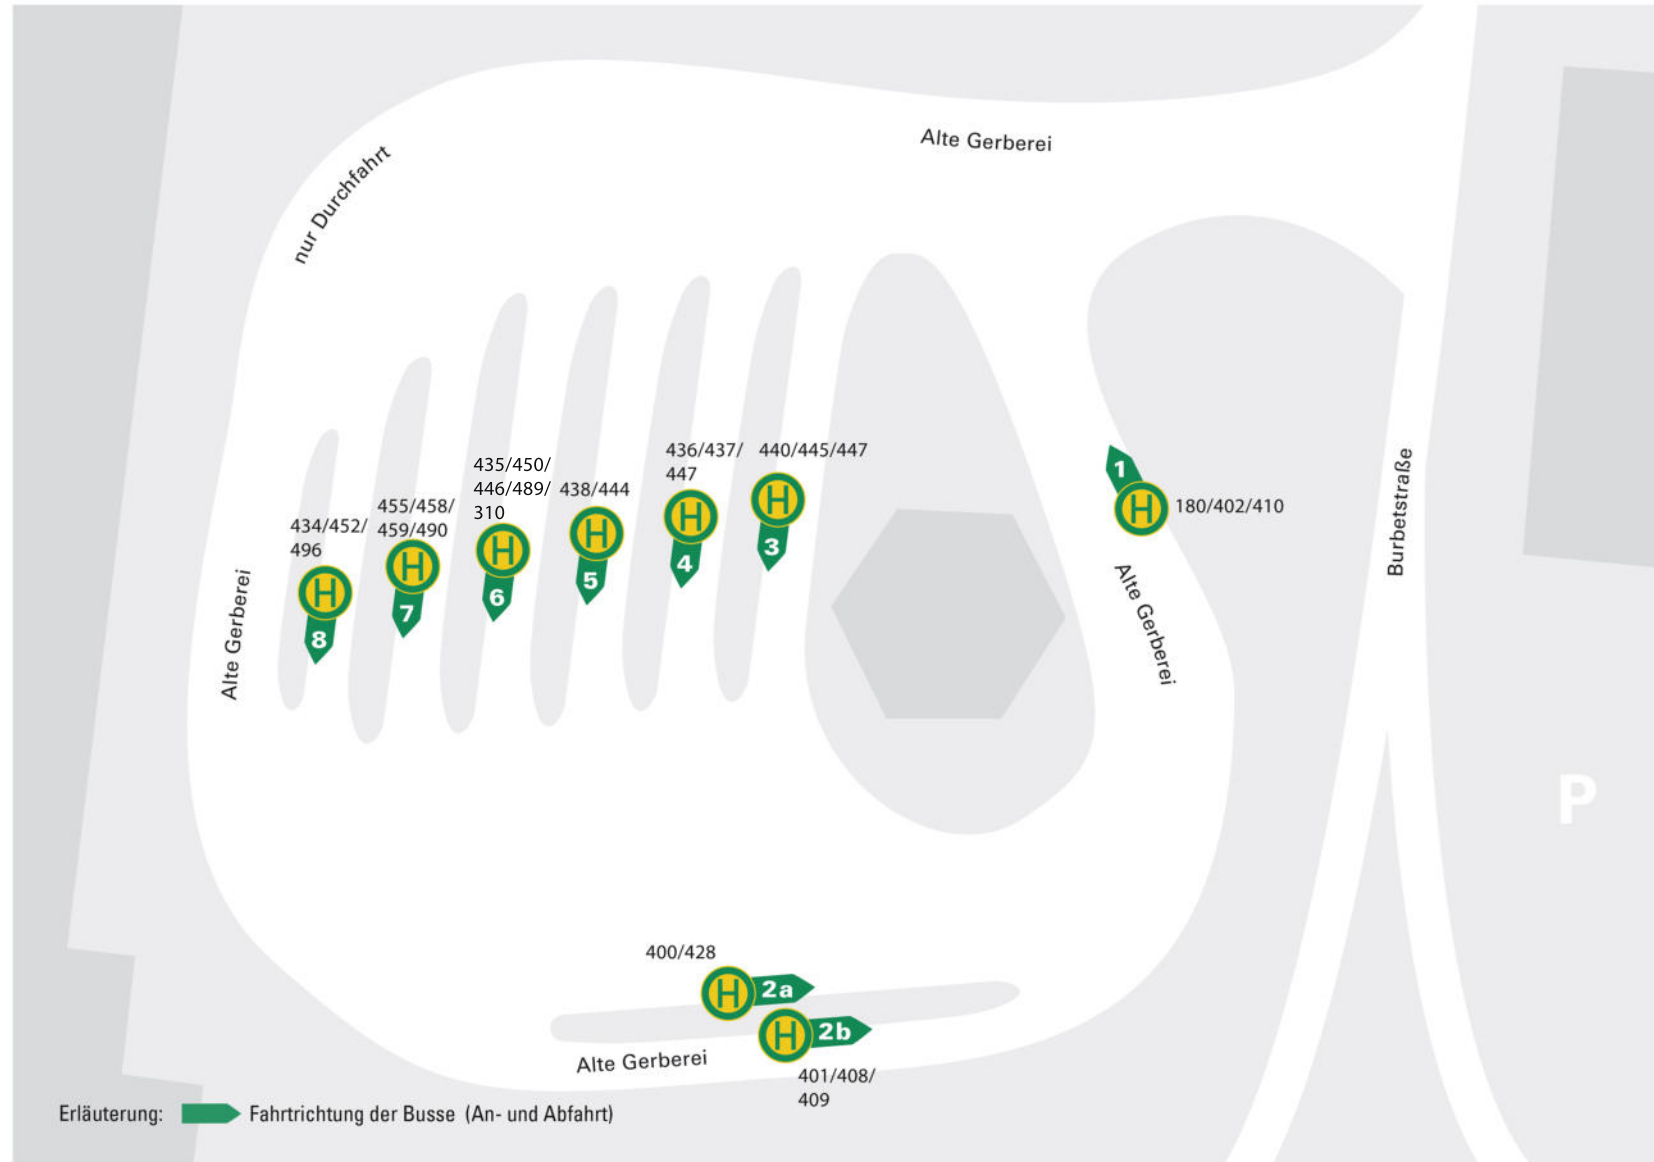 Alte Gerberei
nur Durchfahrt
436/437/
447
440/445/447
435/450/
446/489/
310
438/444
455/458/
459/490
434/452/
496
H
8
H
7
H
6
H
5
H
4
H
3
1
H
180/402/410
Alte Gerberei
Alte Gerberei
Burbetstraße
P
400/428
H 2a
H 2b
Alte Gerberei
401/408/
409
Erläuterung: Fahrtrichtung der Busse (An- und Abfahrt)